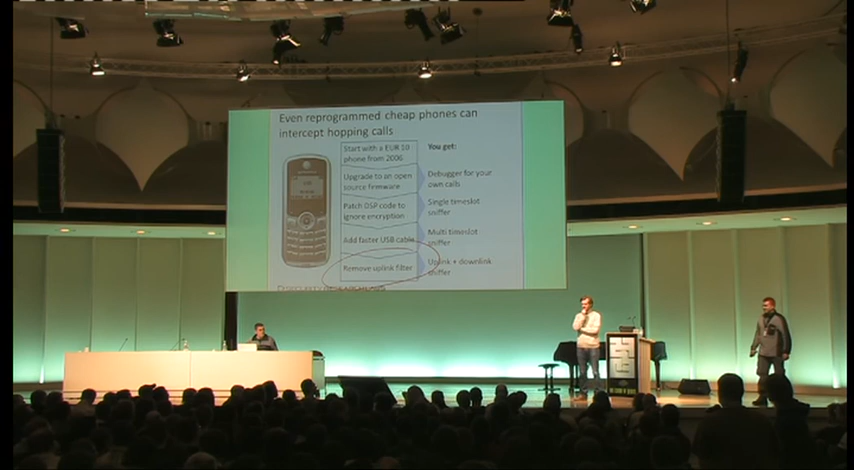 Even reprogrammed cheap phones can
intercept hopping calls
Start with a EUR 10
phone from 2006
You get:
Upgrade to an open
source firmware
Debugger for your
own calls
Patch DSP code to
ignore encryption
Single timeslot
sniffer
Add faster USB cable
Multi timeslot
sniffer
Remove uplink filter
Uplink + downlink
sniffer